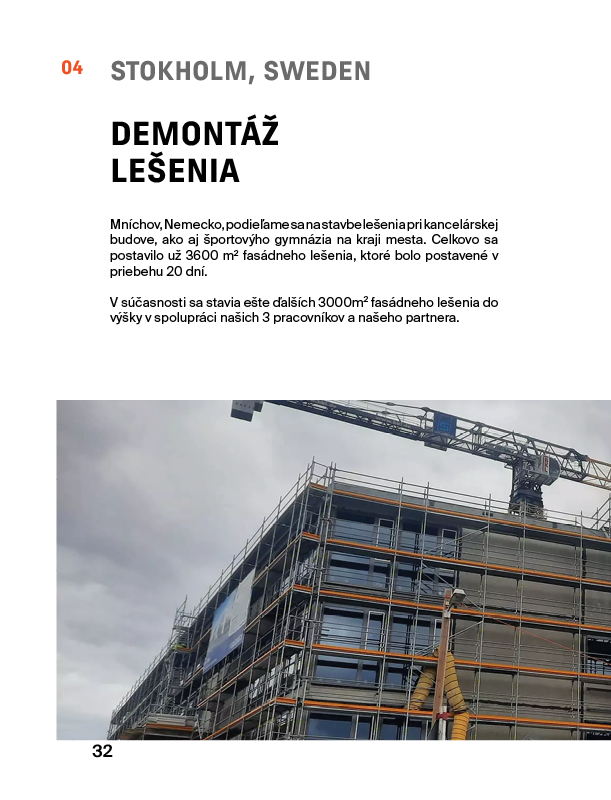 04
STOKHOLM, SWEDEN
DEMONTÁŽ
LEŠENIA
Mníchov, Nemecko, podieľame sa na stavbe lešenia pri kancelárskej
budove, ako aj športovýho gymnázia na kraji mesta. Celkovo sa
postavilo už 3600 m² fasádneho lešenia, ktoré bolo postavené v
priebehu 20 dní.
V súčasnosti sa stavia ešte ďalších 3000m² fasádneho lešenia do
výšky v spolupráci našich 3 pracovníkov a našeho partnera.
32